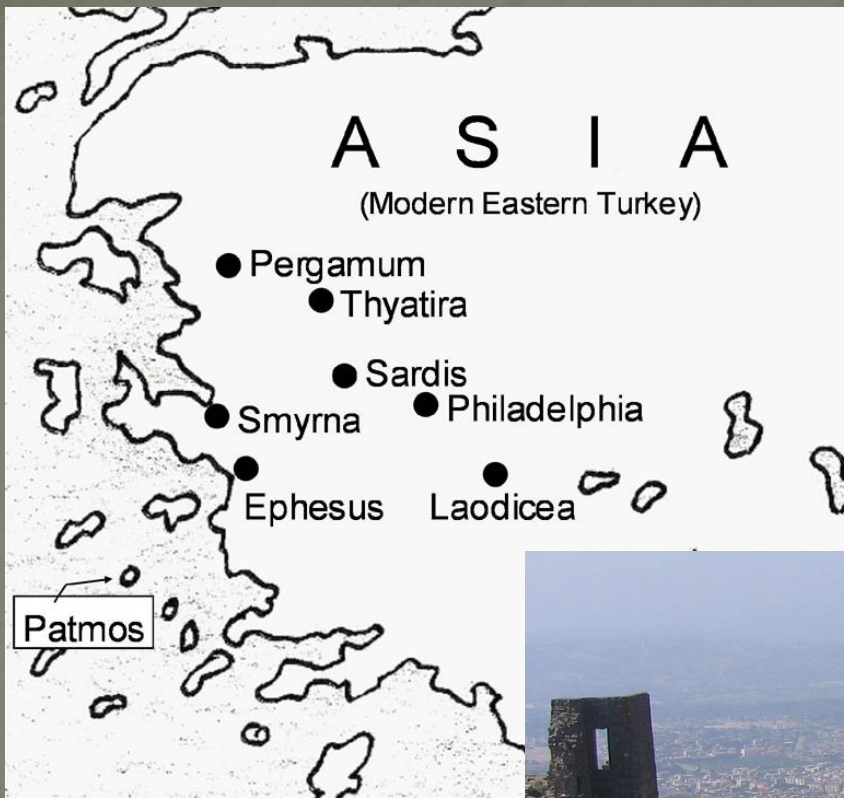 A S I A
(Modern Eastern Turkey)
Pergamum
Thyatira
Sardis
Philadelphia
Smyrna
Ephesus
Laodicea
Patmos